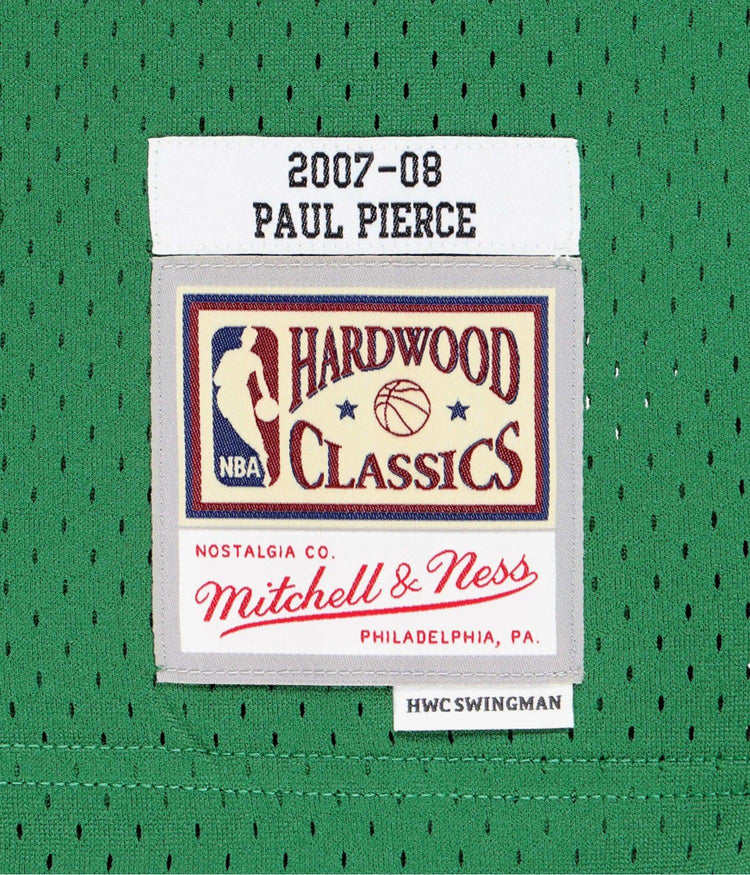 2007-08
PAUL PIERCE
HARDWOOD
NBA
CLASSICS
NOSTALGIA CO.
Mitchell & Ness
PHILADELPHIA, PA.
HWC SWINGMAN